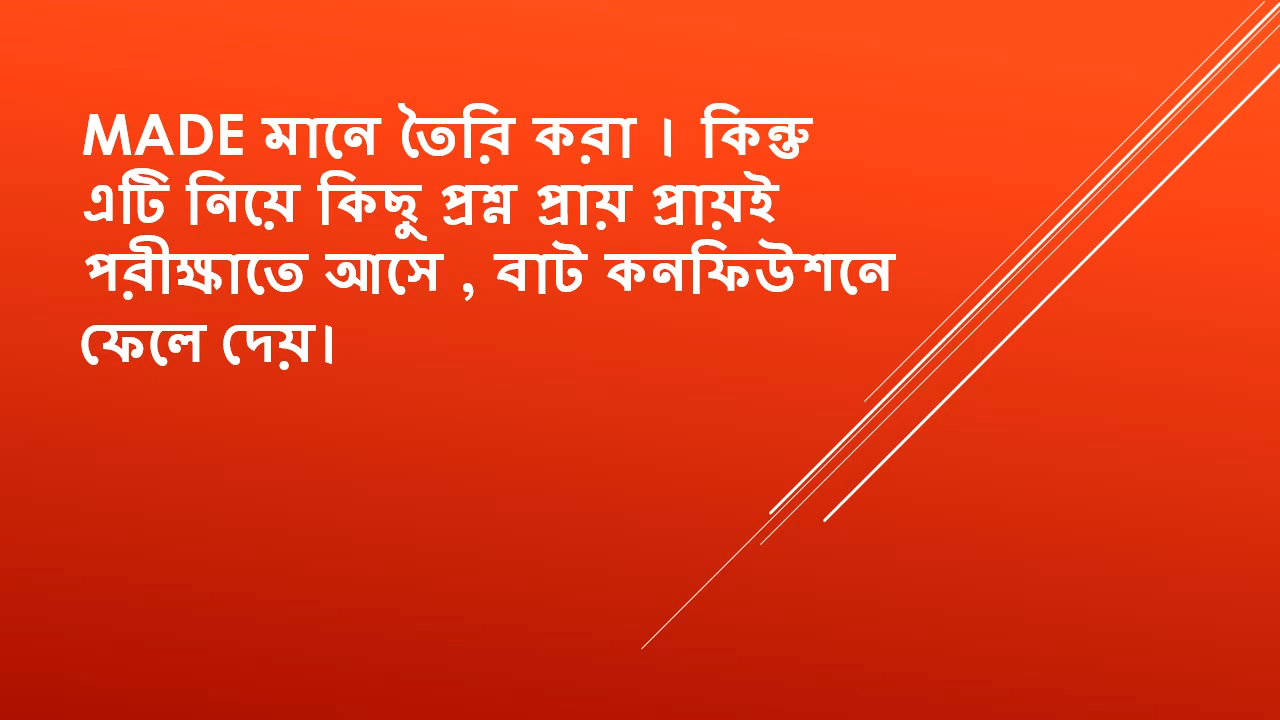 MADE মানে তৈরি করা । কিন্তু
এটি নিয়ে কিছু প্রশ্ন প্রায় প্রায়ই
পরীক্ষাতে আসে , বাট কনফিউশনে
ফেলে দেয়।